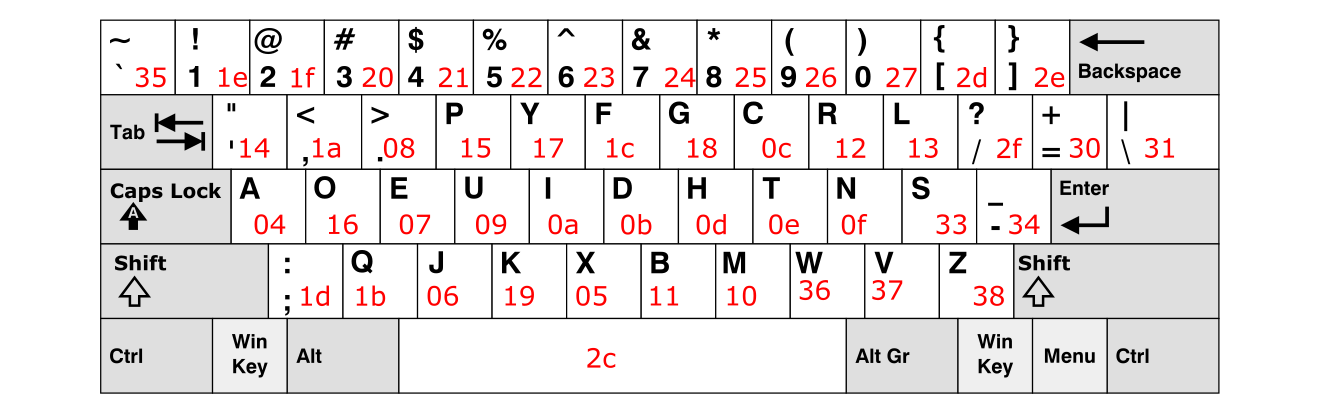 ~ ! @ # $ % ^ & * ( ) { }
` 35 1 1e 2 1f 3 20 4 21 5 22 6 23 7 24 8 25 9 26 0 27 [ 2d ] 2e Backspace
" < > P Y F G C R L ? + |
Tab ' 14 , 1a . 08 15 17 1c 18 0c 12 13 / 2f = 30 \ 31
Caps Lock A O E U I D H T N S _ Enter
A 04 16 07 09 0a 0b 0d 0e 0f 33 - 34
Shift : Q J K X B M W V Z Shift
; 1d 1b 06 19 05 11 10 36 37 38
Ctrl Win Key Alt 2c Alt Gr Win Key Menu Ctrl